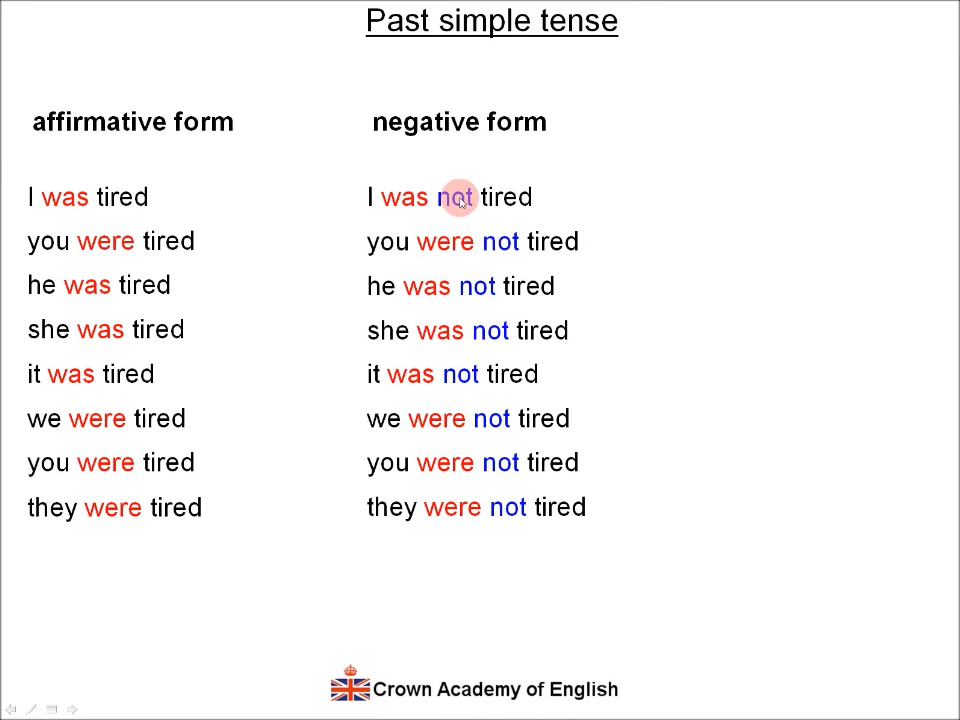 Past simple tense
affirmative form
I was tired
you were tired
he was tired
she was tired
it was tired
we were tired
you were tired
they were tired
negative form
I was not tired
you were not tired
he was not tired
she was not tired
it was not tired
we were not tired
you were not tired
they were not tired
Crown Academy of English